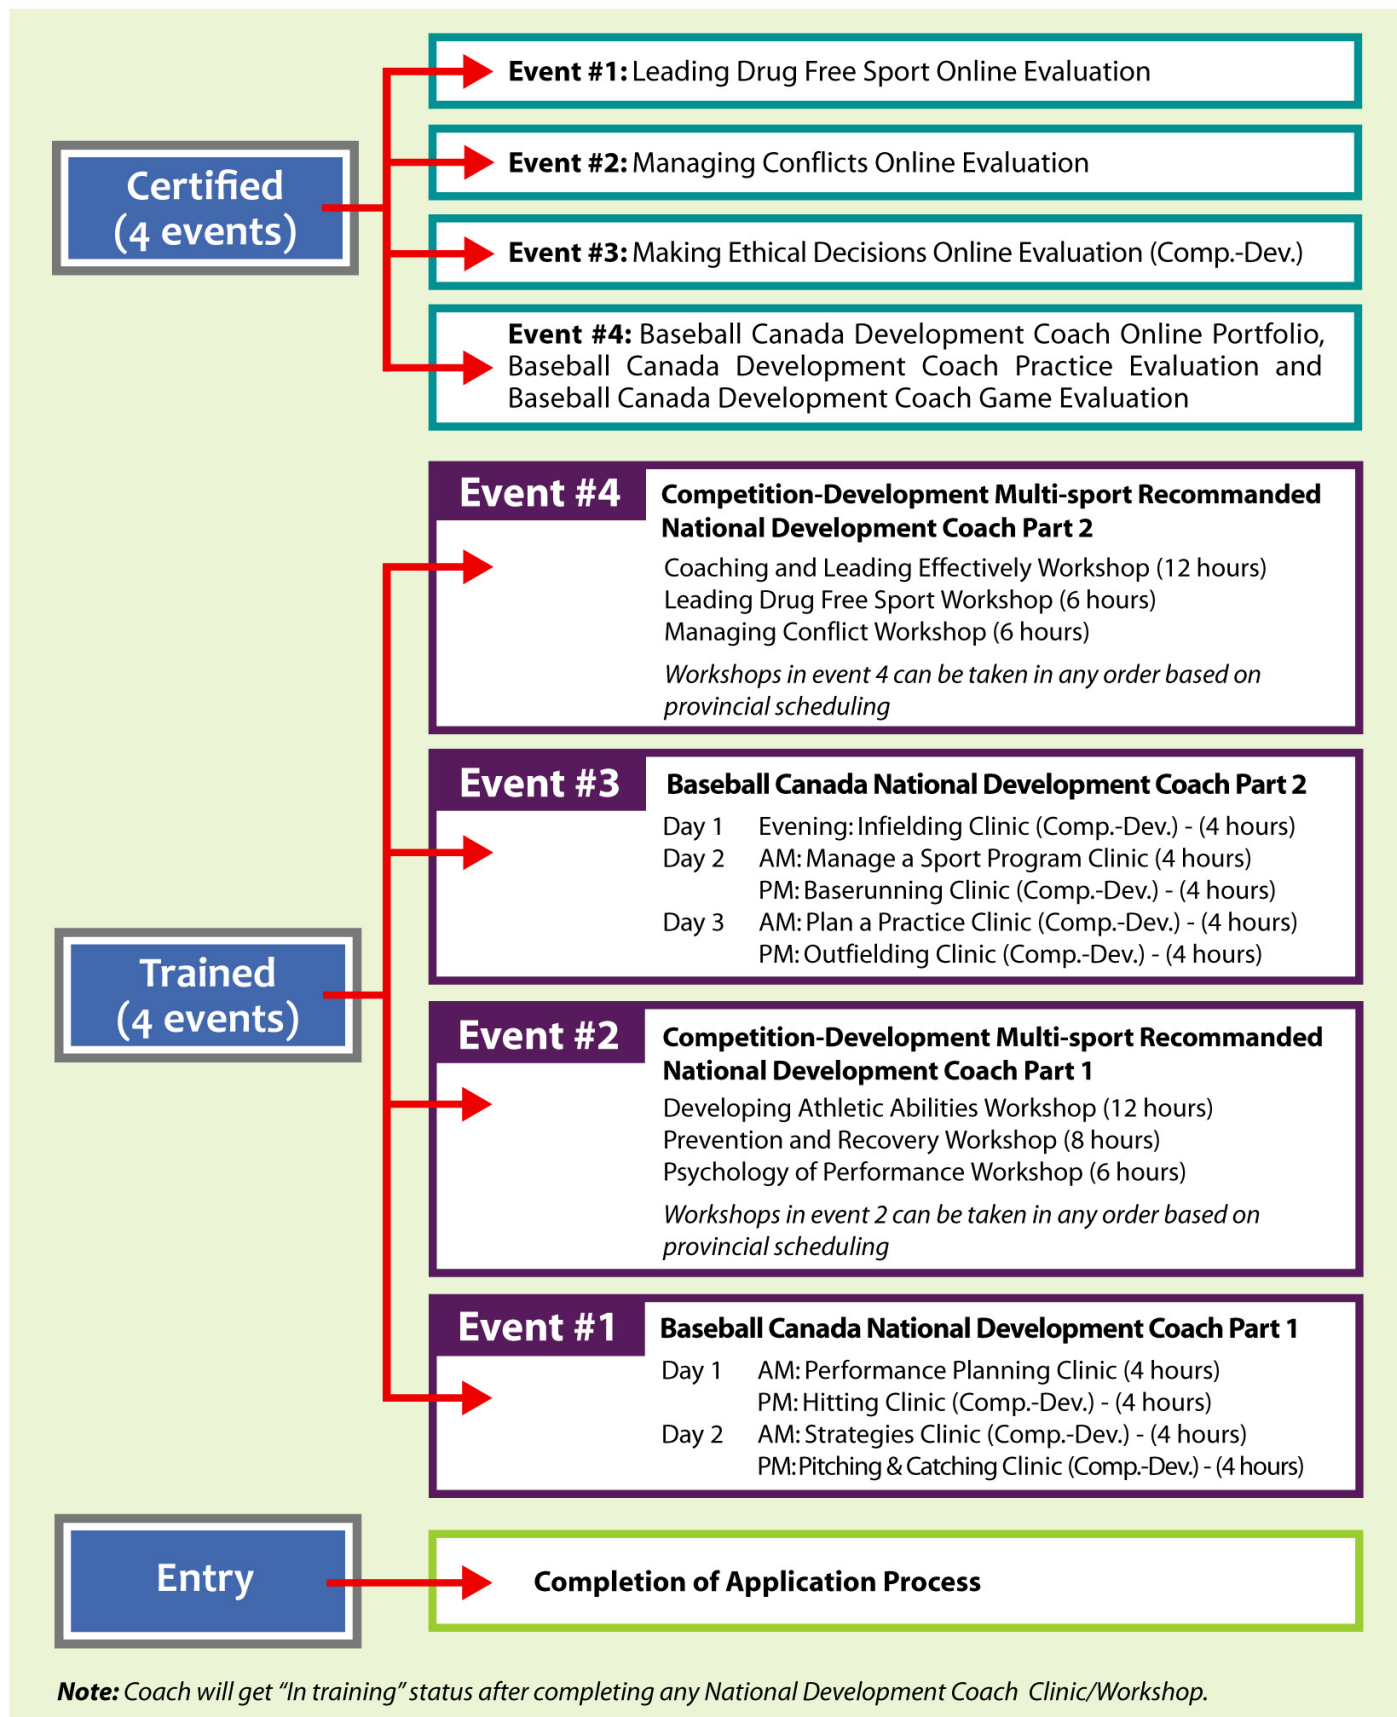 Certified
(4 events)
Event #1: Leading Drug Free Sport Online Evaluation
Event #2: Managing Conflicts Online Evaluation
Event #3: Making Ethical Decisions Online Evaluation (Comp.-Dev.)
Event #4: Baseball Canada Development Coach Online Portfolio,
Baseball Canada Development Coach Practice Evaluation and
Baseball Canada Development Coach Game Evaluation
Trained
(4 events)
Event #4
Competition-Development Multi-sport Recommanded
National Development Coach Part 2
Coaching and Leading Effectively Workshop (12 hours)
Leading Drug Free Sport Workshop (6 hours)
Managing Conflict Workshop (6 hours)
Workshops in event 4 can be taken in any order based on
provincial scheduling
Event #3
Baseball Canada National Development Coach Part 2
Day 1 Evening: Infielding Clinic (Comp.-Dev.) - (4 hours)
Day 2 AM: Manage a Sport Program Clinic (4 hours)
PM: Baserunning Clinic (Comp.-Dev.) - (4 hours)
Day 3 AM: Plan a Practice Clinic (Comp.-Dev.) - (4 hours)
PM: Outfielding Clinic (Comp.-Dev.) - (4 hours)
Event #2
Competition-Development Multi-sport Recommanded
National Development Coach Part 1
Developing Athletic Abilities Workshop (12 hours)
Prevention and Recovery Workshop (8 hours)
Psychology of Performance Workshop (6 hours)
Workshops in event 2 can be taken in any order based on
provincial scheduling
Event #1
Baseball Canada National Development Coach Part 1
Day 1 AM: Performance Planning Clinic (4 hours)
PM: Hitting Clinic (Comp.-Dev.) - (4 hours)
Day 2 AM: Strategies Clinic (Comp.-Dev.) - (4 hours)
PM: Pitching & Catching Clinic (Comp.-Dev.) - (4 hours)
Entry
Completion of Application Process
Note: Coach will get “In training” status after completing any National Development Coach Clinic/Workshop.